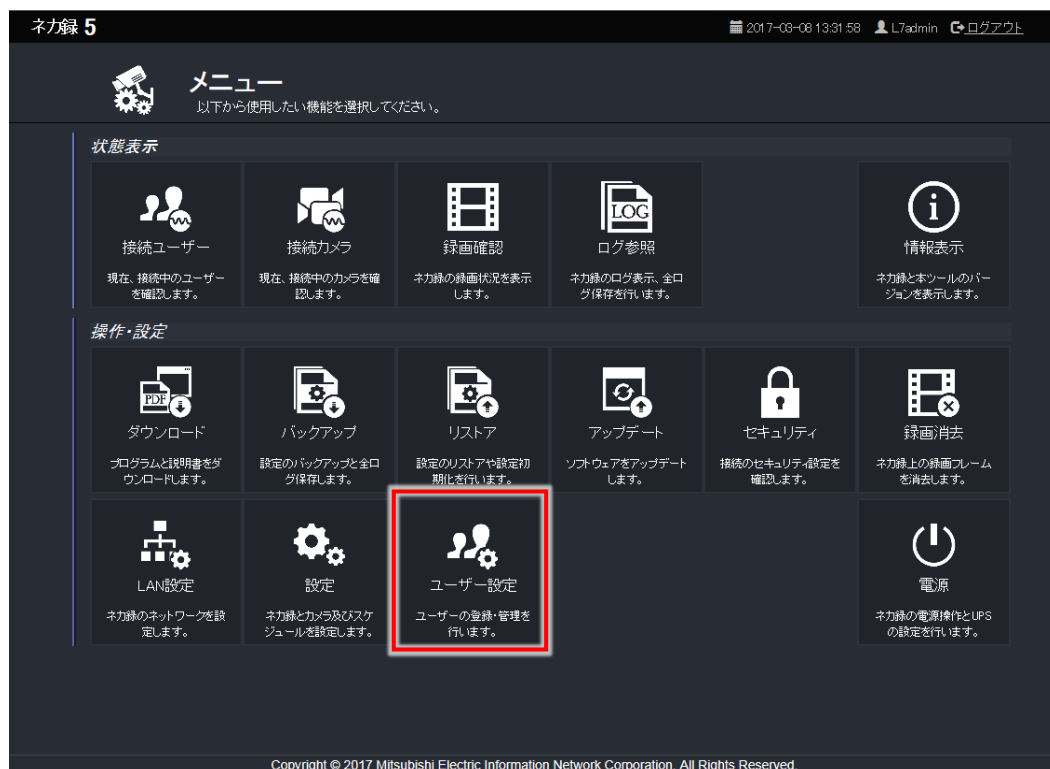 ネカ録 5
2017-03-08 13:31:58 L7admin ログアウト
メニュー
以下から使用したい機能を選択してください。
状態表示
接続ユーザー
現在、接続中のユーザー
を確認します。
接続カメラ
現在、接続中のカメラを確
認します。
録画確認
ネカ録の録画状況を表示
します。
LOG
ログ参照
ネカ録のログ表示、全ロ
グ保存を行います。
情報表示
ネカ録と本ツールのバー
ジョンを表示します。
操作・設定
PDF
ダウンロード
プログラムと説明書をダ
ウンロードします。
バックアップ
設定のバックアップと全ロ
グ保存します。
リストア
設定のリストアや設定初
期化を行います。
アップデート
ソフトウェアをアップデート
します。
セキュリティ
接続のセキュリティ設定を
確認します。
録画消去
ネカ録上の録画フレーム
を消去します。
LAN設定
ネカ録のネットワークを設
定します。
設定
ネカ録とカメラ及びスケ
ジュールを設定します。
ユーザー設定
ユーザーの登録・管理を
行います。
電源
ネカ録の電源操作とUPS
の設定を行います。
Copyright © 2017 Mitsubishi Electric Information Network Corporation. All Rights Reserved.